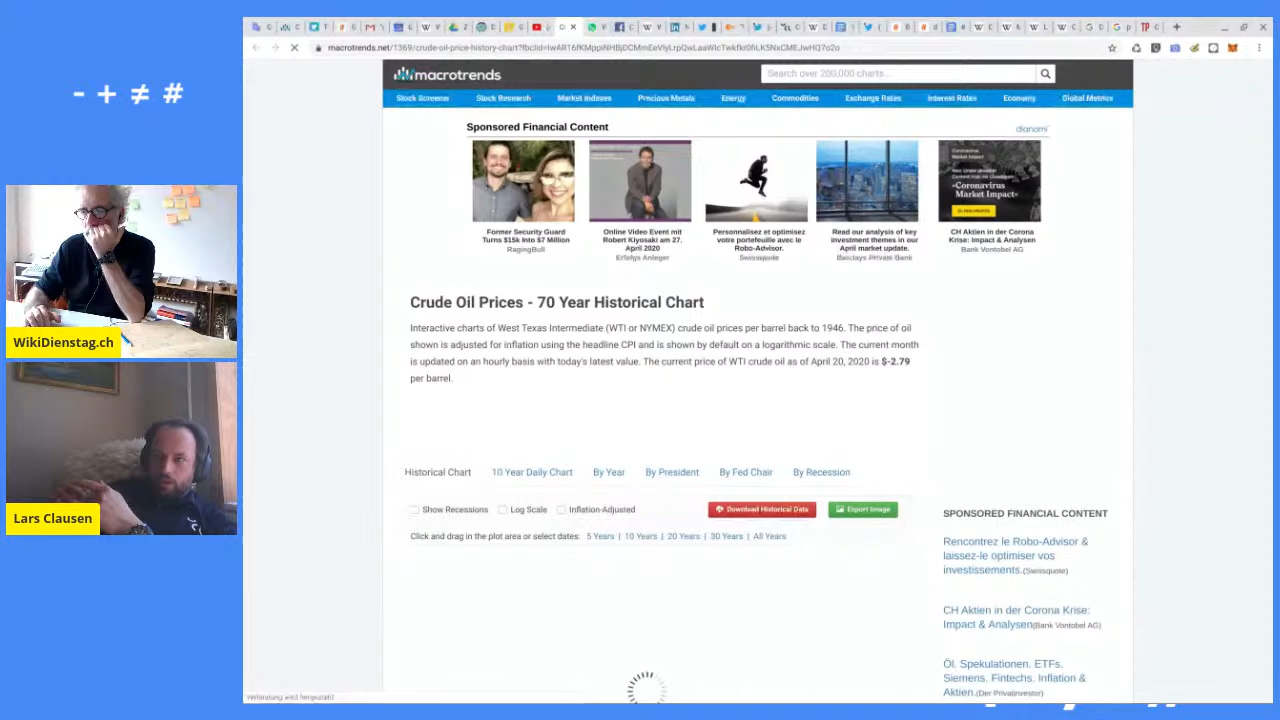 - + ≠ #
WikiDienstag.ch
Lars Clausen
macrotrends
Search over 200,000 charts...
Stock Screener Stock Research Market Indexes Precious Metals Energy Commodities Exchange Rates Interest Rates Economy Global Metrics
Sponsored Financial Content
dianomi
Former Security Guard
Turns $15k Into $7 Million
RagingBull
Online Video Event mit
Robert Kiyosaki am 27.
April 2020
Erfolgs Anleger
Personnalisez et optimisez
votre portefeuille avec le
Robo-Advisor.
Swissquote
Read our analysis of key
investment themes in our
April market update.
Barclays Private Bank
Coronavirus
Market Impact
«Coronavirus
Market Impact»
CH Aktien in der Corona
Krise: Impact & Analysen
Bank Vontobel AG
Crude Oil Prices - 70 Year Historical Chart
Interactive charts of West Texas Intermediate (WTI or NYMEX) crude oil prices per barrel back to 1946. The price of oil
shown is adjusted for inflation using the headline CPI and is shown by default on a logarithmic scale. The current month
is updated on an hourly basis with today's latest value. The current price of WTI crude oil as of April 20, 2020 is $-2.79
per barrel.
Historical Chart 10 Year Daily Chart By Year By President By Fed Chair By Recession
Show Recessions Log Scale Inflation-Adjusted Download Historical Data Export Image
Click and drag in the plot area or select dates: 5 Years | 10 Years | 20 Years | 30 Years | All Years
SPONSORED FINANCIAL CONTENT
Rencontrez le Robo-Advisor &
laissez-le optimiser vos
investissements.(Swissquote)
CH Aktien in der Corona Krise:
Impact & Analysen(Bank Vontobel AG)
Öl. Spekulationen. ETFs.
Siemens. Fintechs. Inflation &
Aktien.(Der Privatinvestor)
Verbindung wird hergestellt